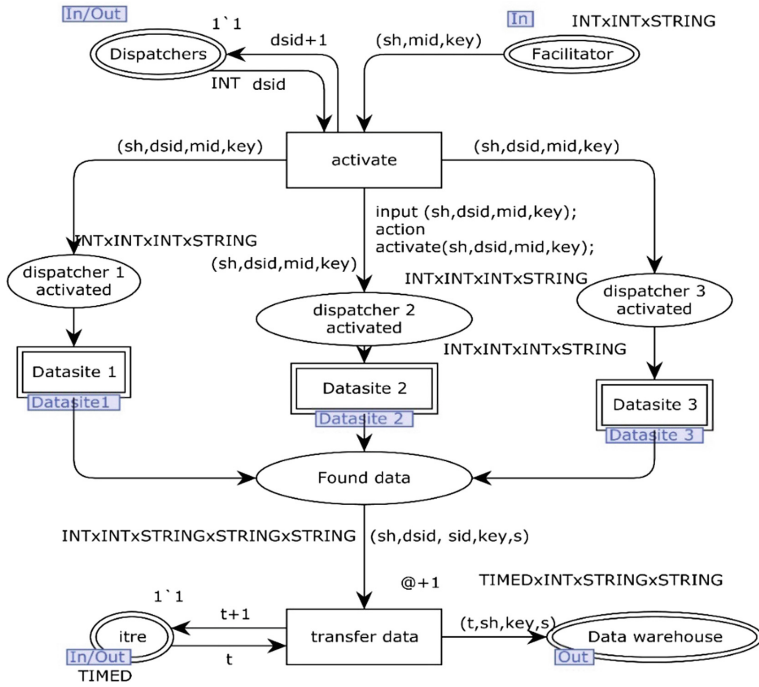 In/Out
1`1
In
INTxINTxSTRING
Dispatchers
dsid+1
(sh,mid,key)
Facilitator
INT dsid
(sh,dsid,mid,key)
activate
(sh,dsid,mid,key)
input (sh,dsid,mid,key);
action
activate(sh,dsid,mid,key);
INTxINTxINTxSTRING
(sh,dsid,mid,key)
INTxINTxINTxSTRING
dispatcher 1
activated
dispatcher 2
activated
dispatcher 3
activated
INTxINTxINTxSTRING
Datasite 1
Datasite1
Datasite 2
Datasite 2
Datasite 3
Datasite 3
Found data
INTxINTxSTRINGxSTRINGxSTRING
(sh,dsid, sid,key,s)
@+1
TIMEDxINTxSTRINGxSTRING
1`1
t+1
itre
In/Out
TIMED
t
transfer data
(t,sh,key,s)
Data warehouse
Out